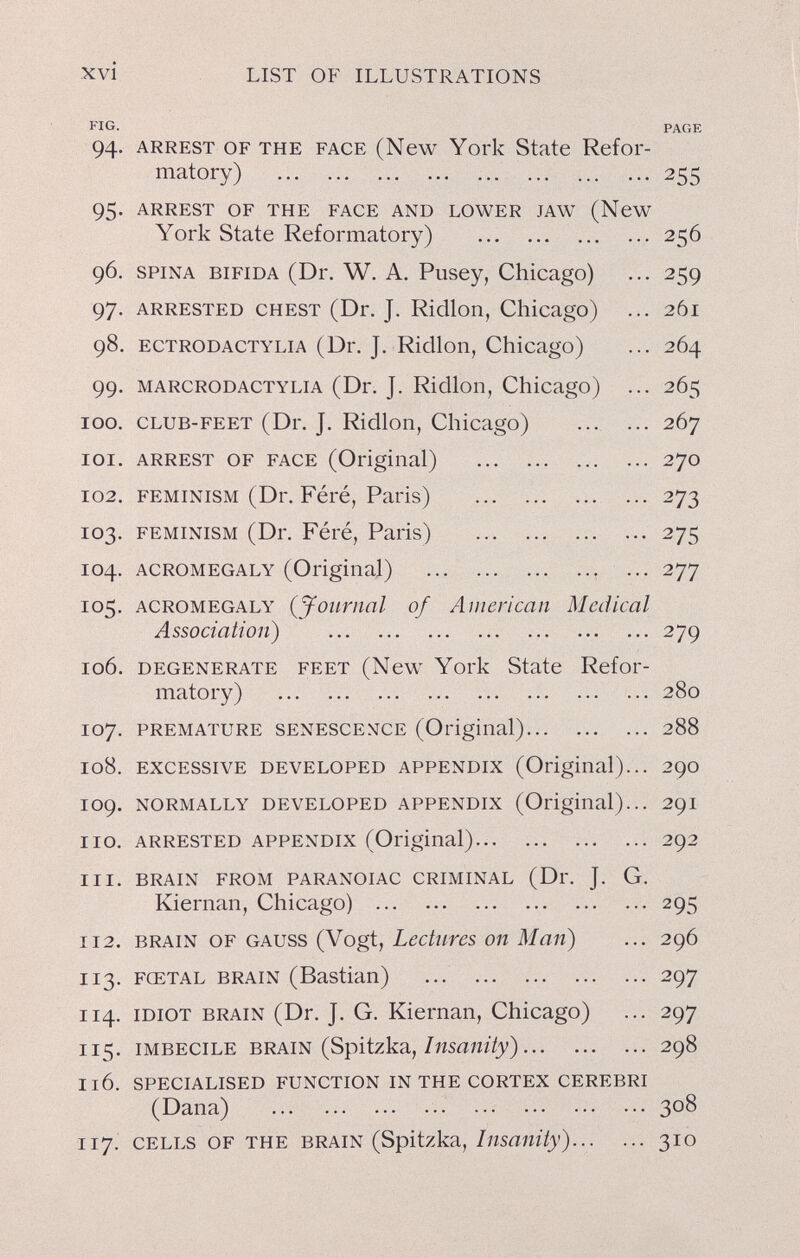 xvi LIST OF ILLUSTRATIONS
FIG. PAGE
94. ARREST OF THE FACE (New York State Refor-
matory) ... ... ... ... ... ... ... ... 255
95. ARREST OF THE FACE AND LOWER JAW (New
York State Reformatory) ... ... ... ... 256
96. SPINA BIFIDA (Dr. W. A. Pusey, Chicago) ... 259
97. ARRESTED CHEST (Dr. J. Ridlon, Chicago) ... 261
98. ECTRODACTYLIA (Dr. J. Ridlon, Chicago) ... 264
99. MARCRODACTYLIA (Dr. J. Ridlon, Chicago) ... 265
100. CLUB-FEET (Dr. J. Ridlon, Chicago) ... ... 267
101. ARREST OF FACE (Original) ... ... ... ... 270
102. FEMINISM (Dr. Féré, Paris) ... ... ... ... 273
103. FEMINISM (Dr. Féré, Paris) ... ... ... ... 275
104. ACROMEGALY (Original) ... ... ... ... ... 277
105. ACROMEGALY (Journal of American Medical
Association) ... ... ... ... ... ... ... 279
106. DEGENERATE FEET (New York State Refor-
matory) ... ... ... ... ... ... ... ... 280
107. PREMATURE SENESCENCE (Original)... ... ... 288
108. EXCESSIVE DEVELOPED APPENDIX (Original)... 290
109. NORMALLY DEVELOPED APPENDIX (Original)... 291
110. ARRESTED APPENDIX (Original)... ... ... ... 292
111. BRAIN FROM PARANOIAC CRIMINAL (Dr. J. G.
Kiernan, Chicago) ... ... ... ... ... ... 295
112. BRAIN OF GAUSS (Vogt, Lectures on Man) ... 296
113. FŒTAL BRAIN (Bastian) ... ... ... ... ... 297
114. IDIOT BRAIN (Dr. J. G. Kiernan, Chicago) ... 297
115. IMBECILE BRAIN (Spitzka, Insanity)... ... ... 298
116. SPECIALISED FUNCTION IN THE CORTEX CEREBRI
(Dana) ... ... ... ... ... ... ... ... 308
117. CELLS OF THE BRAIN (Spitzka, Insanity)... ... 310